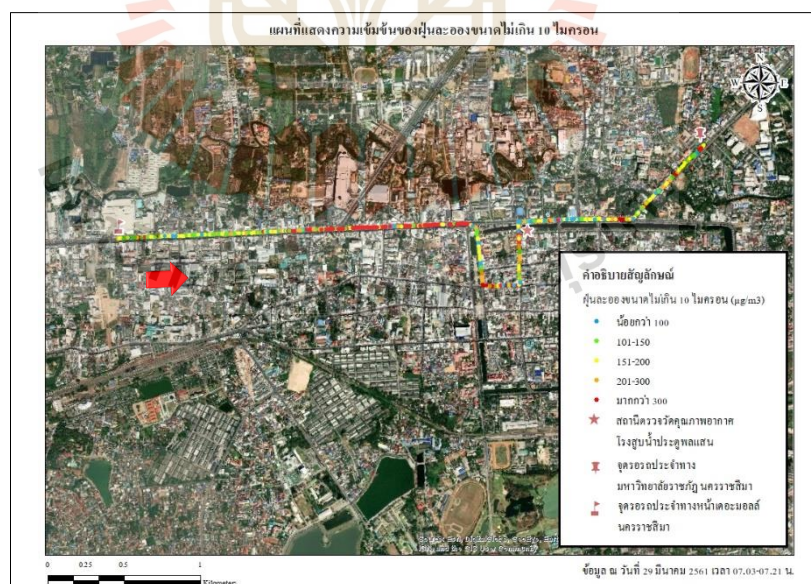 แผนที่แสดงความเข้มข้นของฝุ่นละอองขนาดไม่เกิน 10 ไมครอน
N
W E
S
คำอธิบายสัญลักษณ์
ฝุ่นละอองขนาดไม่เกิน 10 ไมครอน (µg/m3)
น้อยกว่า 100
101-150
151-200
201-300
มากกว่า 300
สถานีตรวจวัดคุณภาพอากาศ
โรงสูบน้ำประตูพลแสน
จุดรอรถประจำทาง
มหาวิทยาลัยราชภัฏ นครราชสีมา
จุดรอรถประจำทางหน้าเดอะมอลล์
นครราชสีมา
0 0.25 0.5 1
Kilometer
ข้อมูล ณ วันที่ 29 มีนาคม 2561 เวลา 07.03-07.21 น.